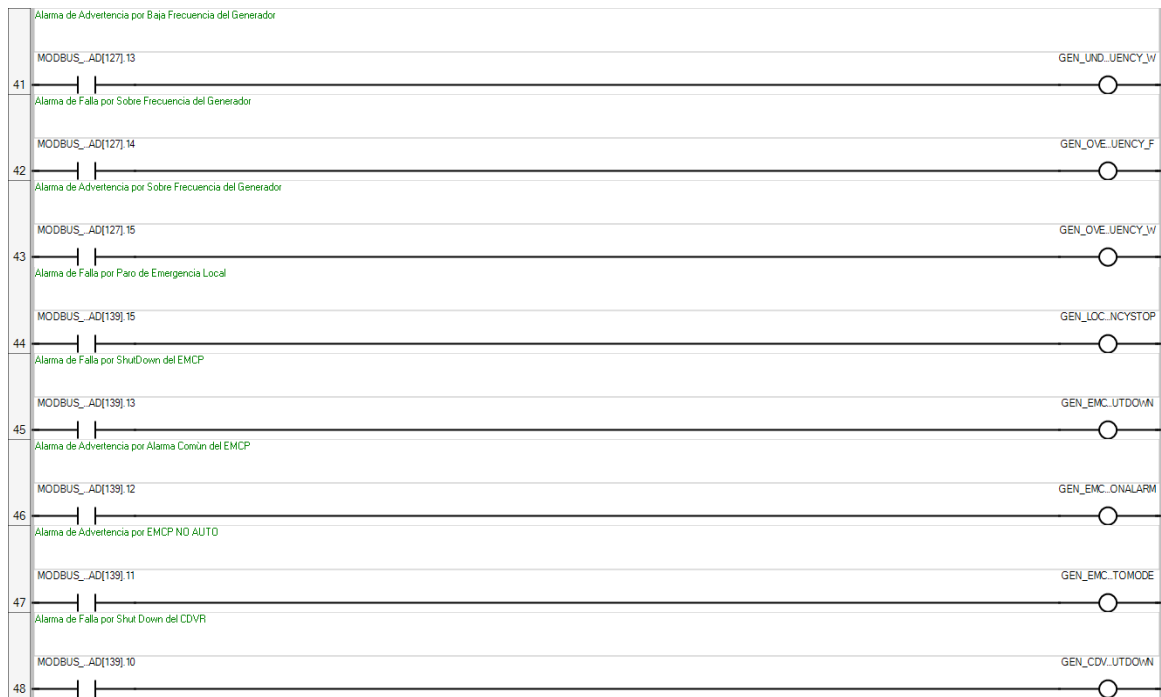 Alarma de Advertencia por Baja Frecuencia del Generador
MODBUS_...AD[127].13 GEN_UND...UENCY_W
41
Alarma de Falla por Sobre Frecuencia del Generador
MODBUS_...AD[127].14 GEN_OVE...UENCY_F
42
Alarma de Advertencia por Sobre Frecuencia del Generador
MODBUS_...AD[127].15 GEN_OVE...UENCY_W
43
Alarma de Falla por Paro de Emergencia Local
MODBUS_...AD[139].15 GEN_LOC...NCYSTOP
44
Alarma de Falla por ShutDown del EMCP
MODBUS_...AD[139].13 GEN_EMC...UTDOWN
45
Alarma de Advertencia por Alarma Comùn del EMCP
MODBUS_...AD[139].12 GEN_EMC...ONALARM
46
Alarma de Advertencia por EMCP NO AUTO
MODBUS_...AD[139].11 GEN_EMC...TOMODE
47
Alarma de Falla por Shut Down del CDVR
MODBUS_...AD[139].10 GEN_CDV...UTDOWN
48